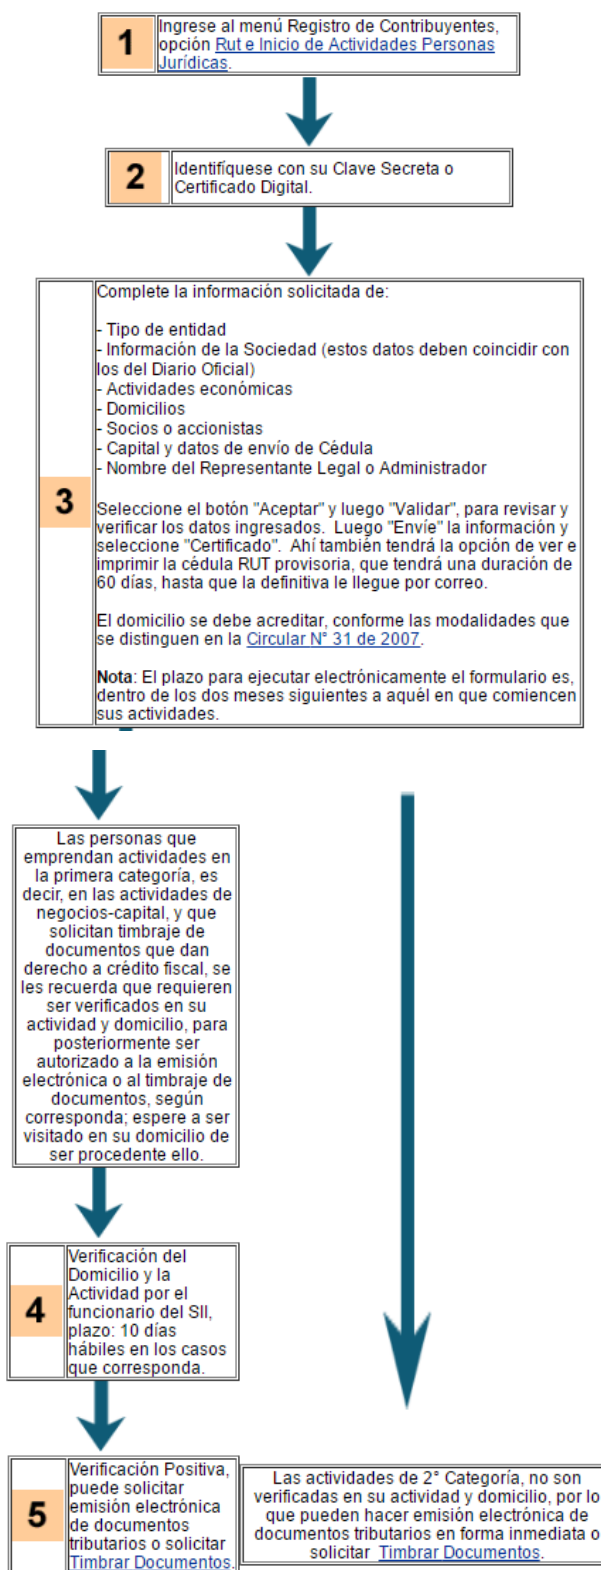 1
Ingrese al menú Registro de Contribuyentes,
opción Rut e Inicio de Actividades Personas
Jurídicas.
2
Identifíquese con su Clave Secreta o
Certificado Digital.
3
Complete la información solicitada de:
- Tipo de entidad
- Información de la Sociedad (estos datos deben coincidir con
los del Diario Oficial)
- Actividades económicas
- Domicilios
- Socios o accionistas
- Capital y datos de envío de Cédula
- Nombre del Representante Legal o Administrador
Seleccione el botón "Aceptar" y luego "Validar", para revisar y
verificar los datos ingresados. Luego "Envíe" la información y
seleccione "Certificado". Ahí también tendrá la opción de ver e
imprimir la cédula RUT provisoria, que tendrá una duración de
60 días, hasta que la definitiva le llegue por correo.
El domicilio se debe acreditar, conforme las modalidades que
se distinguen en la Circular N° 31 de 2007.
Nota: El plazo para ejecutar electrónicamente el formulario es,
dentro de los dos meses siguientes a aquél en que comiencen
sus actividades.
Las personas que
emprendan actividades en
la primera categoría, es
decir, en las actividades de
negocios-capital, y que
solicitan timbraje de
documentos que dan
derecho a crédito fiscal, se
les recuerda que requieren
ser verificados en su
actividad y domicilio, para
posteriormente ser
autorizado a la emisión
electrónica o al timbraje de
documentos, según
corresponda; espere a ser
visitado en su domicilio de
ser procedente ello.
4
Verificación del
Domicilio y la
Actividad por el
funcionario del SII,
plazo: 10 días
hábiles en los casos
que corresponda.
5
Verificación Positiva,
puede solicitar
emisión electrónica
de documentos
tributarios o solicitar
Timbrar Documentos.
Las actividades de 2° Categoría, no son
verificadas en su actividad y domicilio, por lo
que pueden hacer emisión electrónica de
documentos tributarios en forma inmediata o
solicitar Timbrar Documentos.